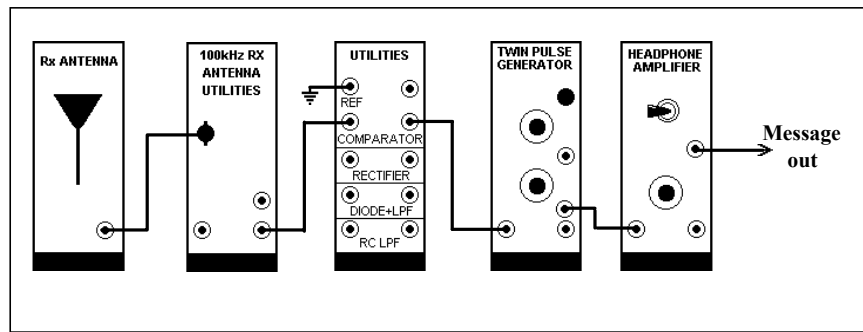 Rx ANTENNA
100kHz RX
ANTENNA
UTILITIES
UTILITIES
REF
COMPARATOR
RECTIFIER
DIODE+LPF
RC LPF
TWIN PULSE
GENERATOR
HEADPHONE
AMPLIFIER
Message
out